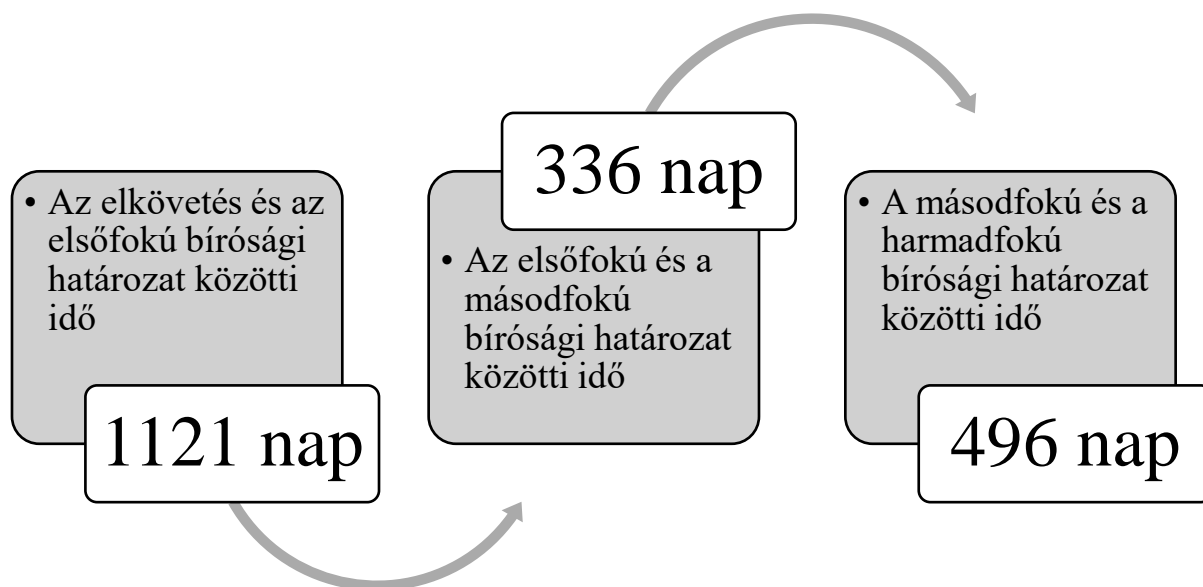 • Az elkövetés és az
elsőfokú bírósági
határozat közötti
idő
1121 nap
336 nap
• Az elsőfokú és a
másodfokú
bírósági határozat
közötti idő
• A másodfokú és a
harmadfokú
bírósági határozat
közötti idő
496 nap